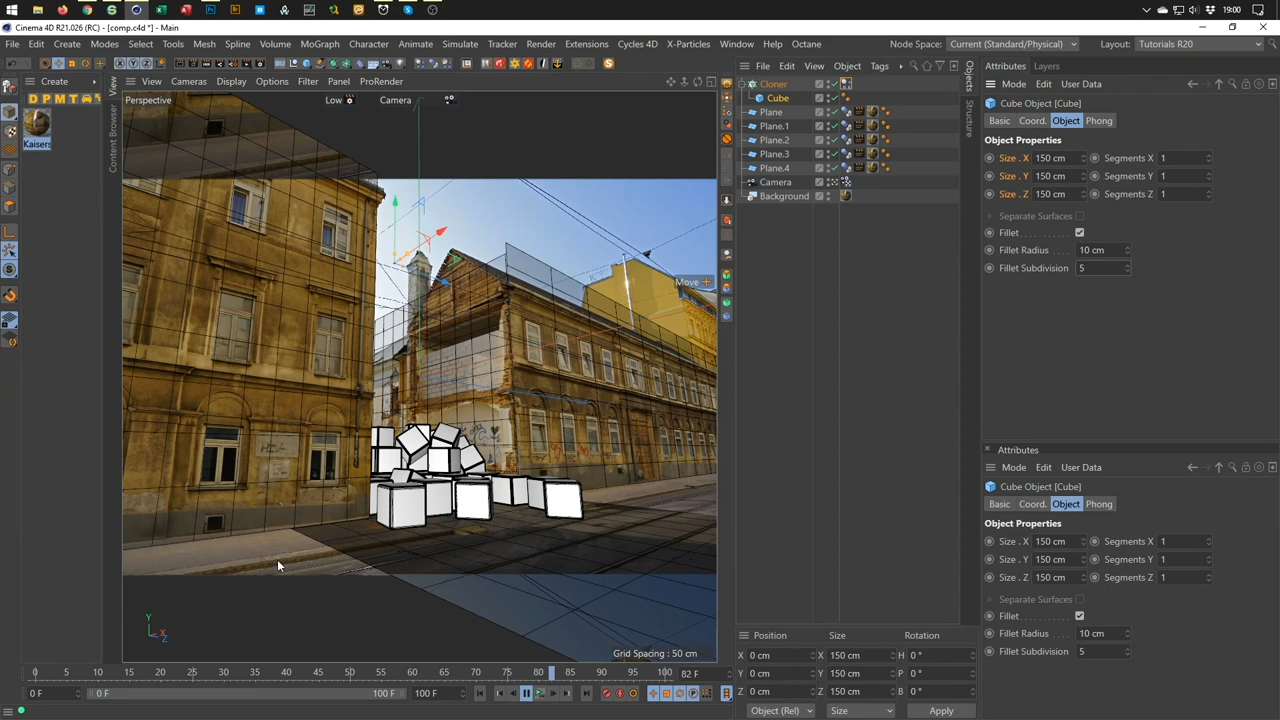 19:00
Cinema 4D R21.026 (RC) - [comp.c4d *] - Main
File Edit Create Modes Select Tools Mesh Spline Volume MoGraph Character Animate Simulate Tracker Render Extensions Cycles 4D X-Particles Window Help Octane Node Space: Current (Standard/Physical) Layout: Tutorials R20
X Y Z
Create
D P M T
Kaisers
View
Content Browser
View Cameras Display Options Filter Panel ProRender
Perspective Low Camera
Move
Grid Spacing : 50 cm
Y
X
Z
File Edit View Object Tags
Cloner
Cube
Plane
Plane.1
Plane.2
Plane.3
Plane.4
Camera
Background
Objects
Structure
Attributes Layers
Mode Edit User Data
Cube Object [Cube]
Basic Coord. Object Phong
Object Properties
Size . X 150 cm Segments X 1
Size . Y 150 cm Segments Y 1
Size . Z 150 cm Segments Z 1
Separate Surfaces
Fillet
Fillet Radius 10 cm
Fillet Subdivision 5
Attributes
Mode Edit User Data
Cube Object [Cube]
Basic Coord. Object Phong
Object Properties
Size . X 150 cm Segments X 1
Size . Y 150 cm Segments Y 1
Size . Z 150 cm Segments Z 1
Separate Surfaces
Fillet
Fillet Radius 10 cm
Fillet Subdivision 5
0 5 10 15 20 25 30 35 40 45 50 55 60 65 70 75 80 85 90 95 100 82 F
0 F 0 F 100 F 100 F
Position Size Rotation
X 0 cm X 150 cm H 0 °
Y 0 cm Y 150 cm P 0 °
Z 0 cm Z 150 cm B 0 °
Object (Rel) Size Apply